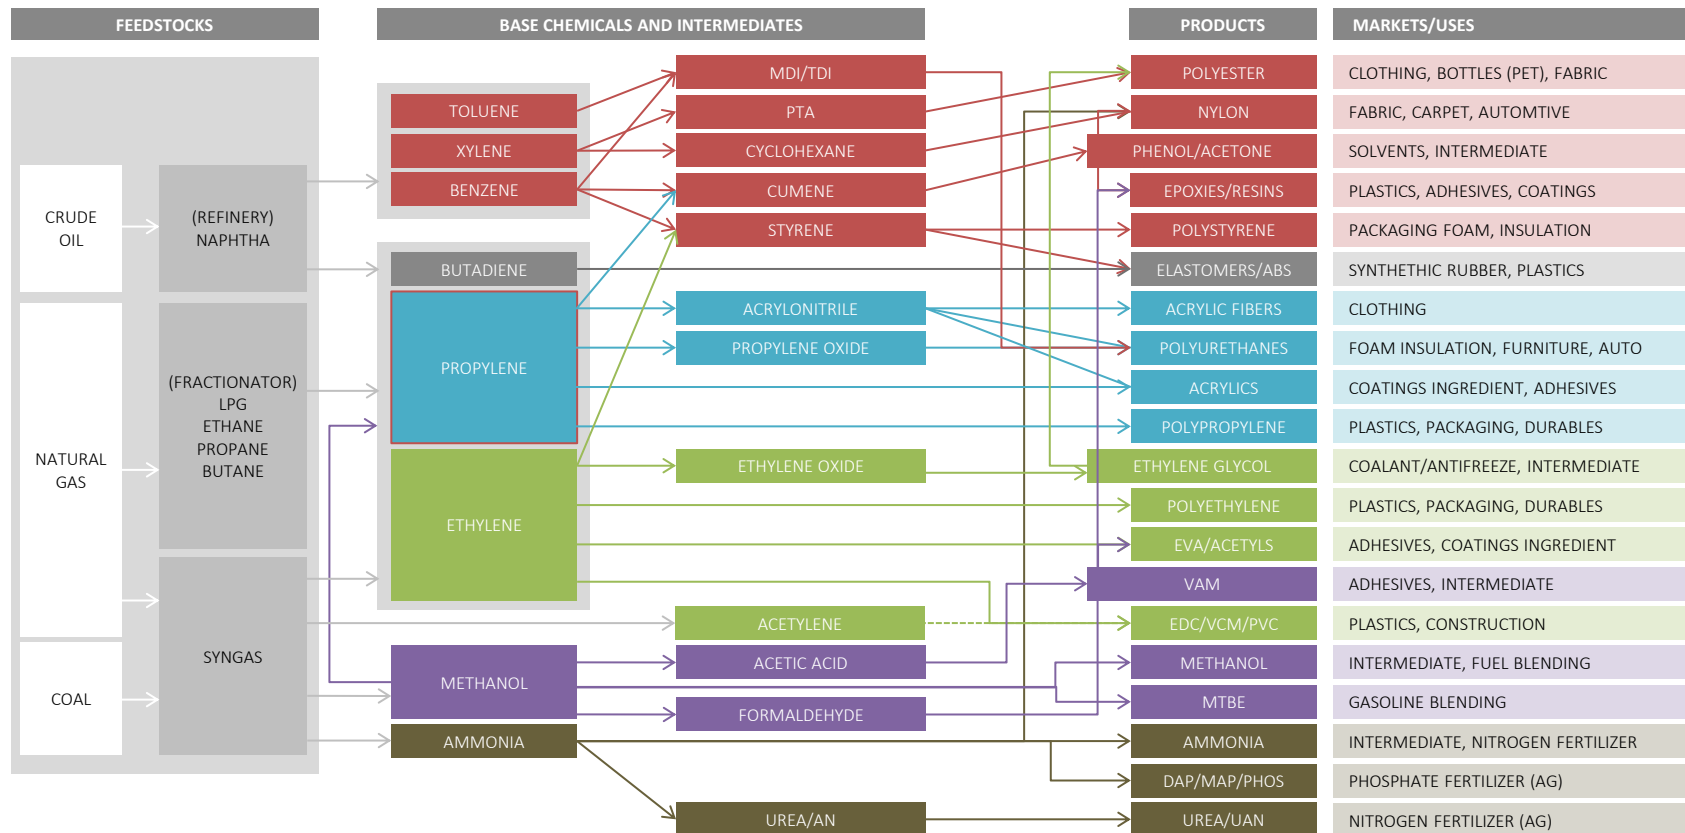 FEEDSTOCKS
BASE CHEMICALS AND INTERMEDIATES
PRODUCTS
MARKETS/USES
CRUDE
OIL
NATURAL
GAS
COAL
(REFINERY)
NAPHTHA
(FRACTIONATOR)
LPG
ETHANE
PROPANE
BUTANE
SYNGAS
TOLUENE
XYLENE
BENZENE
BUTADIENE
PROPYLENE
ETHYLENE
METHANOL
AMMONIA
MDI/TDI
PTA
CYCLOHEXANE
CUMENE
STYRENE
ACRYLONITRILE
PROPYLENE OXIDE
ETHYLENE OXIDE
ACETYLENE
ACETIC ACID
FORMALDEHYDE
UREA/AN
POLYESTER
CLOTHING, BOTTLES (PET), FABRIC
NYLON
FABRIC, CARPET, AUTOMTIVE
PHENOL/ACETONE
SOLVENTS, INTERMEDIATE
EPOXIES/RESINS
PLASTICS, ADHESIVES, COATINGS
POLYSTYRENE
PACKAGING FOAM, INSULATION
ELASTOMERS/ABS
SYNTHETHIC RUBBER, PLASTICS
ACRYLIC FIBERS
CLOTHING
POLYURETHANES
FOAM INSULATION, FURNITURE, AUTO
ACRYLICS
COATINGS INGREDIENT, ADHESIVES
POLYPROPYLENE
PLASTICS, PACKAGING, DURABLES
ETHYLENE GLYCOL
COALANT/ANTIFREEZE, INTERMEDIATE
POLYETHYLENE
PLASTICS, PACKAGING, DURABLES
EVA/ACETYLS
ADHESIVES, COATINGS INGREDIENT
VAM
ADHESIVES, INTERMEDIATE
EDC/VCM/PVC
PLASTICS, CONSTRUCTION
METHANOL
INTERMEDIATE, FUEL BLENDING
MTBE
GASOLINE BLENDING
AMMONIA
INTERMEDIATE, NITROGEN FERTILIZER
DAP/MAP/PHOS
PHOSPHATE FERTILIZER (AG)
UREA/UAN
NITROGEN FERTILIZER (AG)